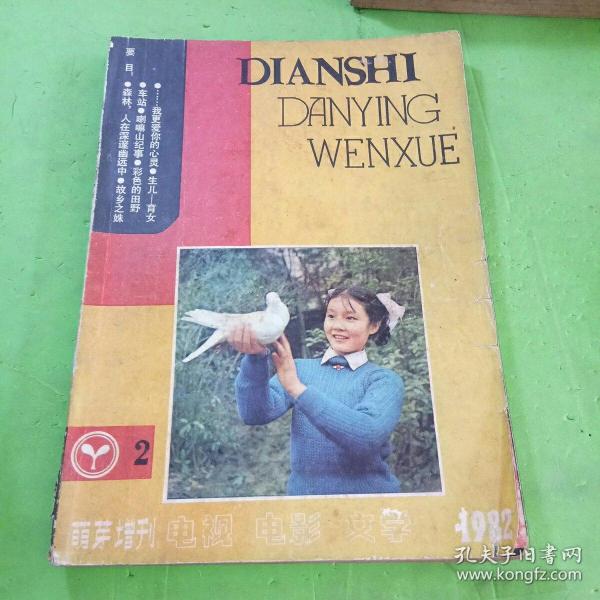 要目:
●……我更爱你的心灵●生儿—育女
●车站●唢呐山纪事●彩色的田野
●森林,人在深邃幽远中●故乡之姝
DIANSHI
DANYING
WENXUE
2
萌芽增刊 电视 电影 文学 1982
孔夫子旧书网
www.kongfz.com